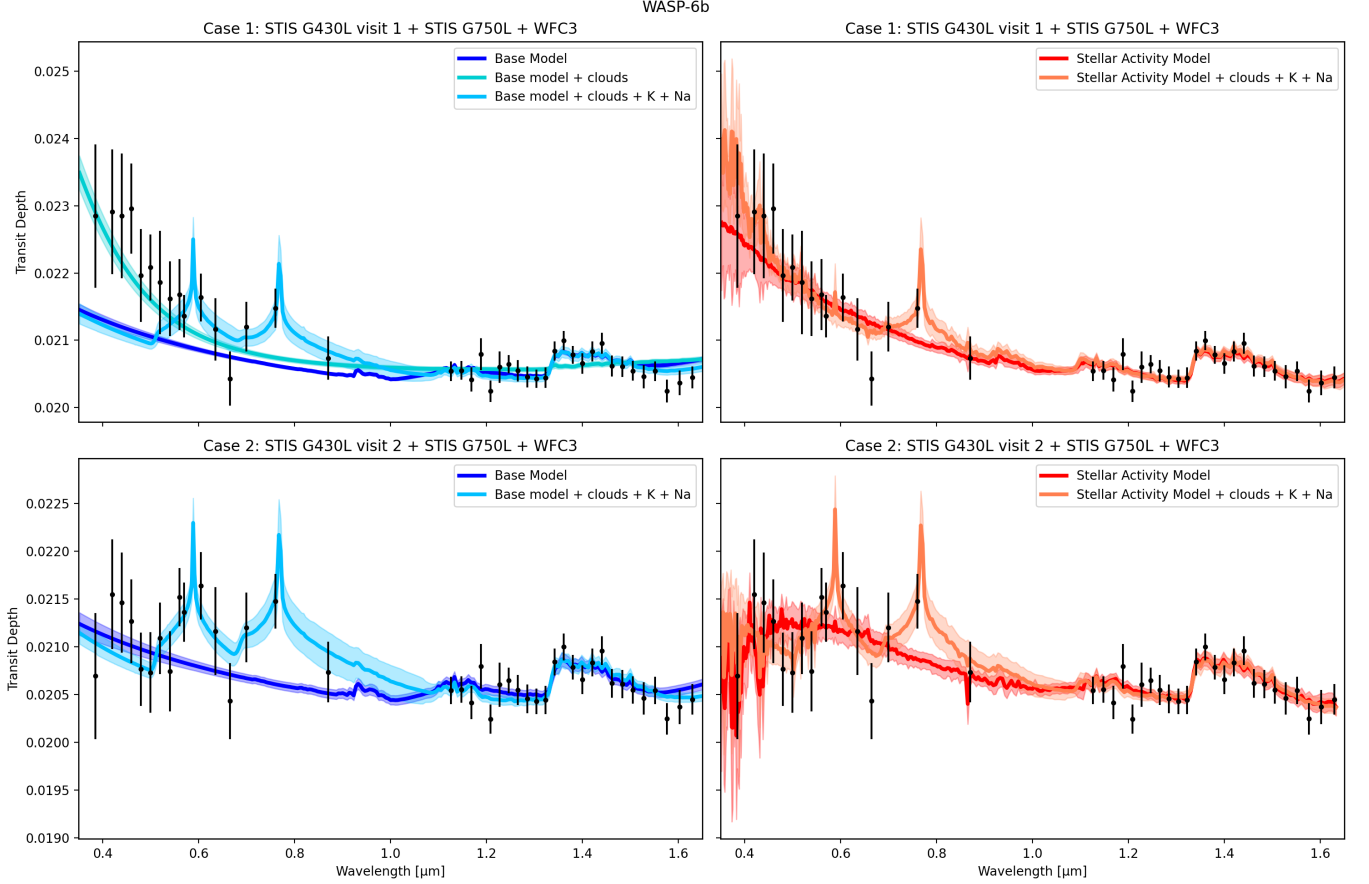 WASP-6b
Case 1: STIS G430L visit 1 + STIS G750L + WFC3
Case 1: STIS G430L visit 1 + STIS G750L + WFC3
Base Model
Base model + clouds
Base model + clouds + K + Na
Stellar Activity Model
Stellar Activity Model + clouds + K + Na
0.025
0.024
0.023
0.022
0.021
0.020
Transit Depth
Case 2: STIS G430L visit 2 + STIS G750L + WFC3
Case 2: STIS G430L visit 2 + STIS G750L + WFC3
Base Model
Base model + clouds + K + Na
Stellar Activity Model
Stellar Activity Model + clouds + K + Na
0.0225
0.0220
0.0215
0.0210
0.0205
0.0200
0.0195
0.0190
Transit Depth
0.4 0.6 0.8 1.0 1.2 1.4 1.6
0.4 0.6 0.8 1.0 1.2 1.4 1.6
Wavelength [μm]
Wavelength [μm]